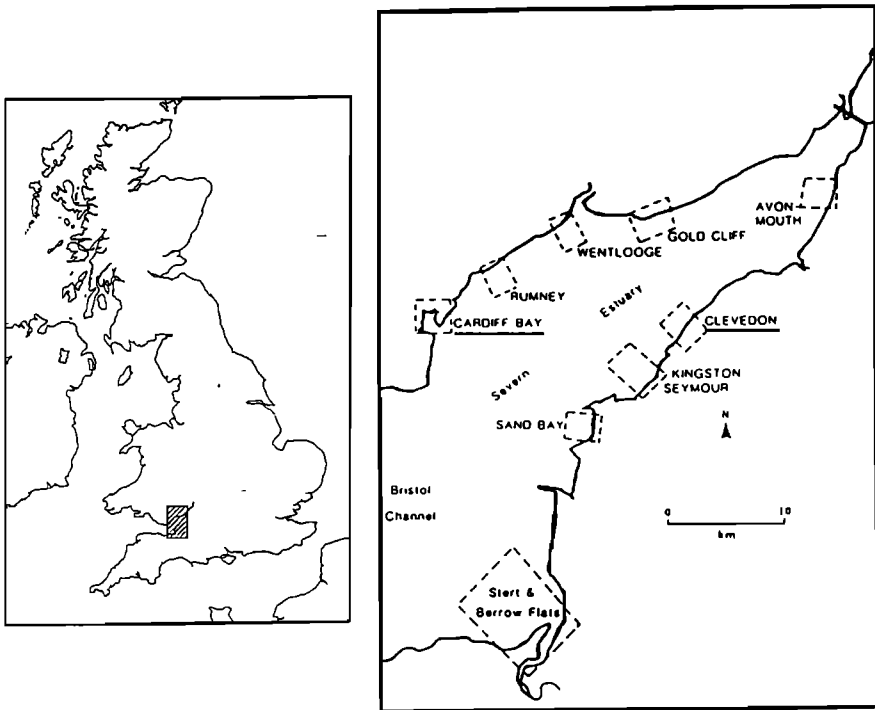 AVON
MOUTH
GOLD CLIFF
WENTLOOGE
RUMNEY
Estuary
CARDIFF BAY
CLEVEDON
KINGSTON
SEYMOUR
Severn
SAND BAY
N
Bristol
Channel
0 10
km
Stert &
Berrow Flats